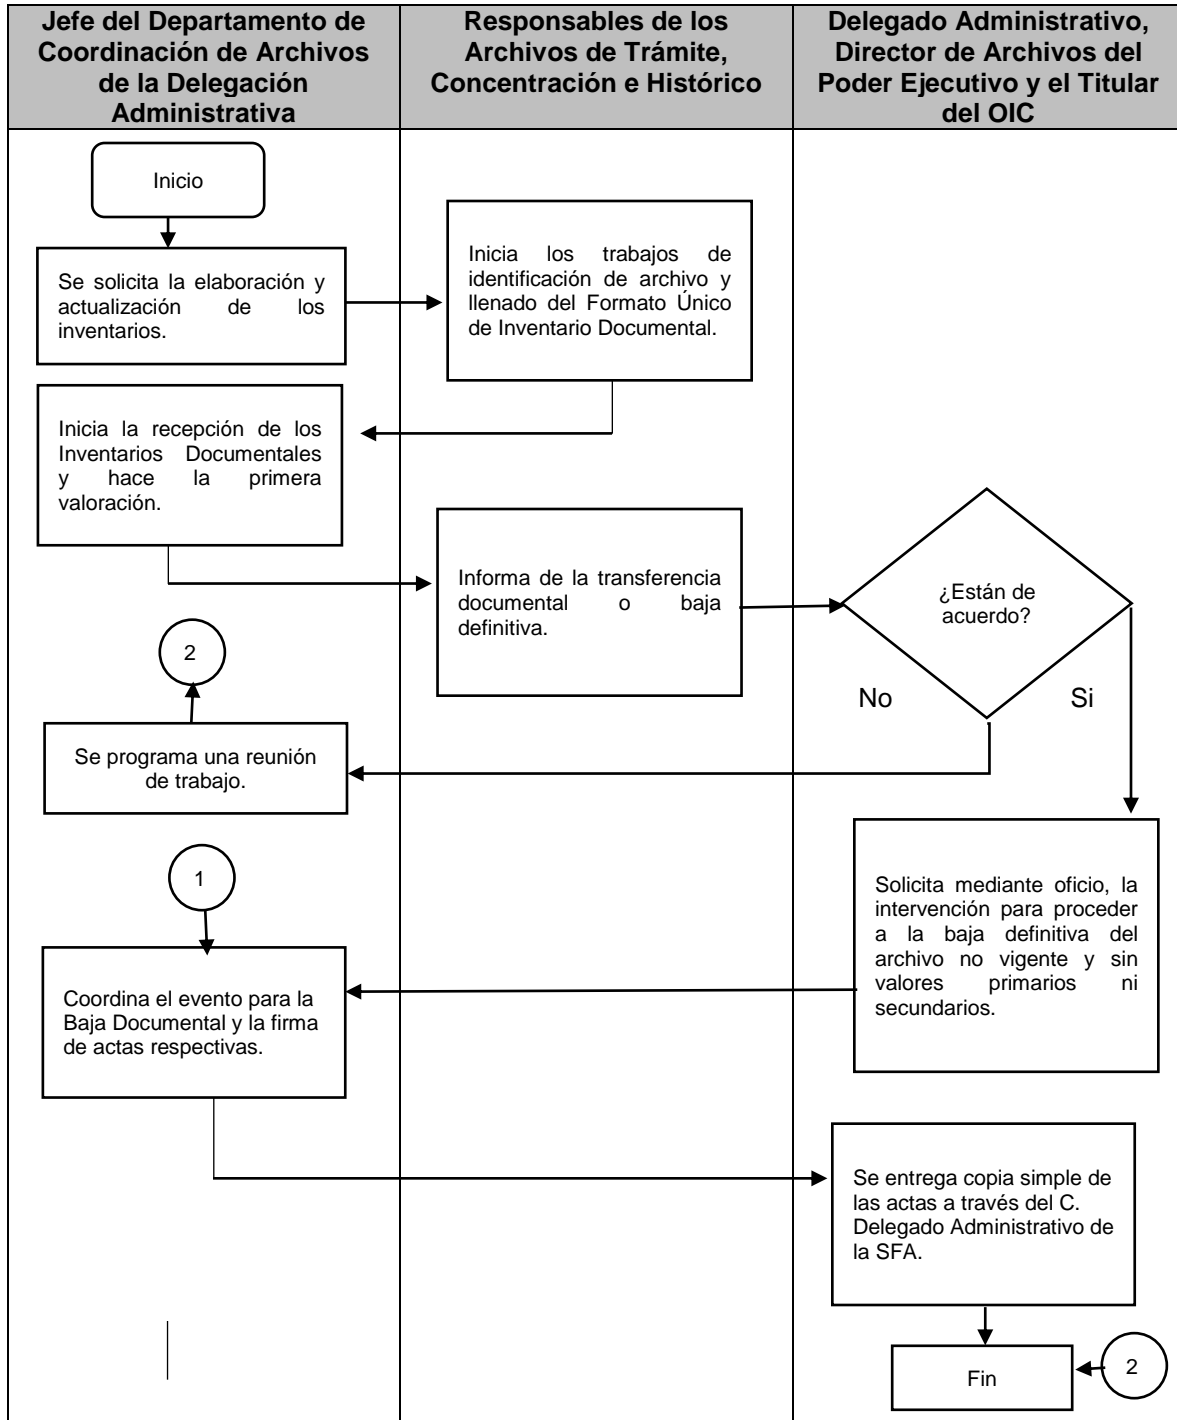 Jefe del Departamento de
Coordinación de Archivos
de la Delegación
Administrativa
Responsables de los
Archivos de Trámite,
Concentración e Histórico
Delegado Administrativo,
Director de Archivos del
Poder Ejecutivo y el Titular
del OIC
Inicio
Se solicita la elaboración y
actualización de los
inventarios.
Inicia los trabajos de
identificación de archivo y
llenado del Formato Único
de Inventario Documental.
Inicia la recepción de los
Inventarios Documentales
y hace la primera
valoración.
Informa de la transferencia
documental o baja
definitiva.
¿Están de
acuerdo?
No
Si
2
Se programa una reunión
de trabajo.
1
Solicita mediante oficio, la
intervención para proceder
a la baja definitiva del
archivo no vigente y sin
valores primarios ni
secundarios.
Coordina el evento para la
Baja Documental y la firma
de actas respectivas.
Se entrega copia simple de
las actas a través del C.
Delegado Administrativo de
la SFA.
Fin
2